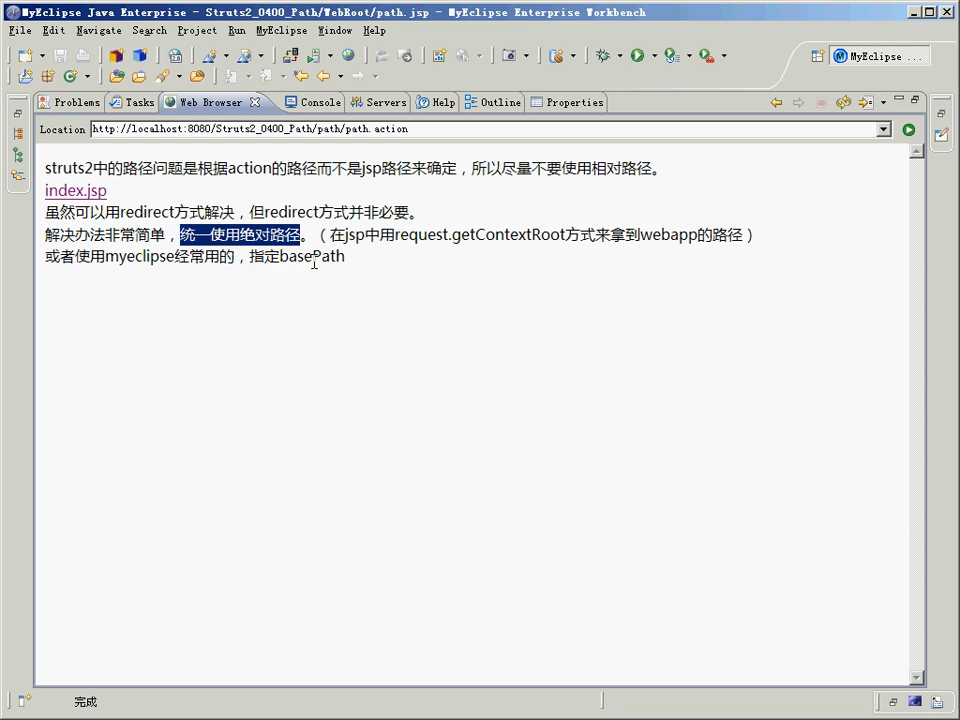 MyEclipse Java Enterprise - Struts2_0400_Path/WebRoot/path.jsp - MyEclipse Enterprise Workbench
File Edit Navigate Search Project Run MyEclipse Window Help
MyEclipse ...
Problems Tasks Web Browser Console Servers Help Outline Properties
Location http://localhost:8080/Struts2_0400_Path/path/path.action
struts2中的路径问题是根据action的路径而不是jsp路径来确定，所以尽量不要使用相对路径。
index.jsp
虽然可以用redirect方式解决，但redirect方式并非必要。
解决办法非常简单，统一使用绝对路径。（在jsp中用request.getContextRoot方式来拿到webapp的路径）
或者使用myeclipse经常用的，指定basePath
完成